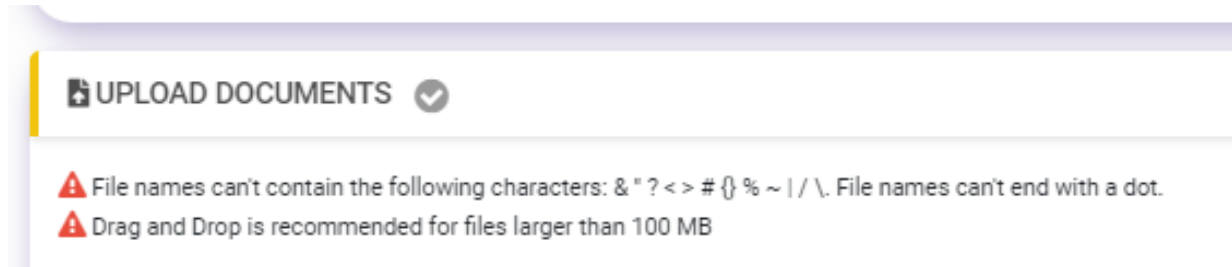 UPLOAD DOCUMENTS
File names can't contain the following characters: & " ? < > # {} % ~ | / \. File names can't end with a dot.
Drag and Drop is recommended for files larger than 100 MB